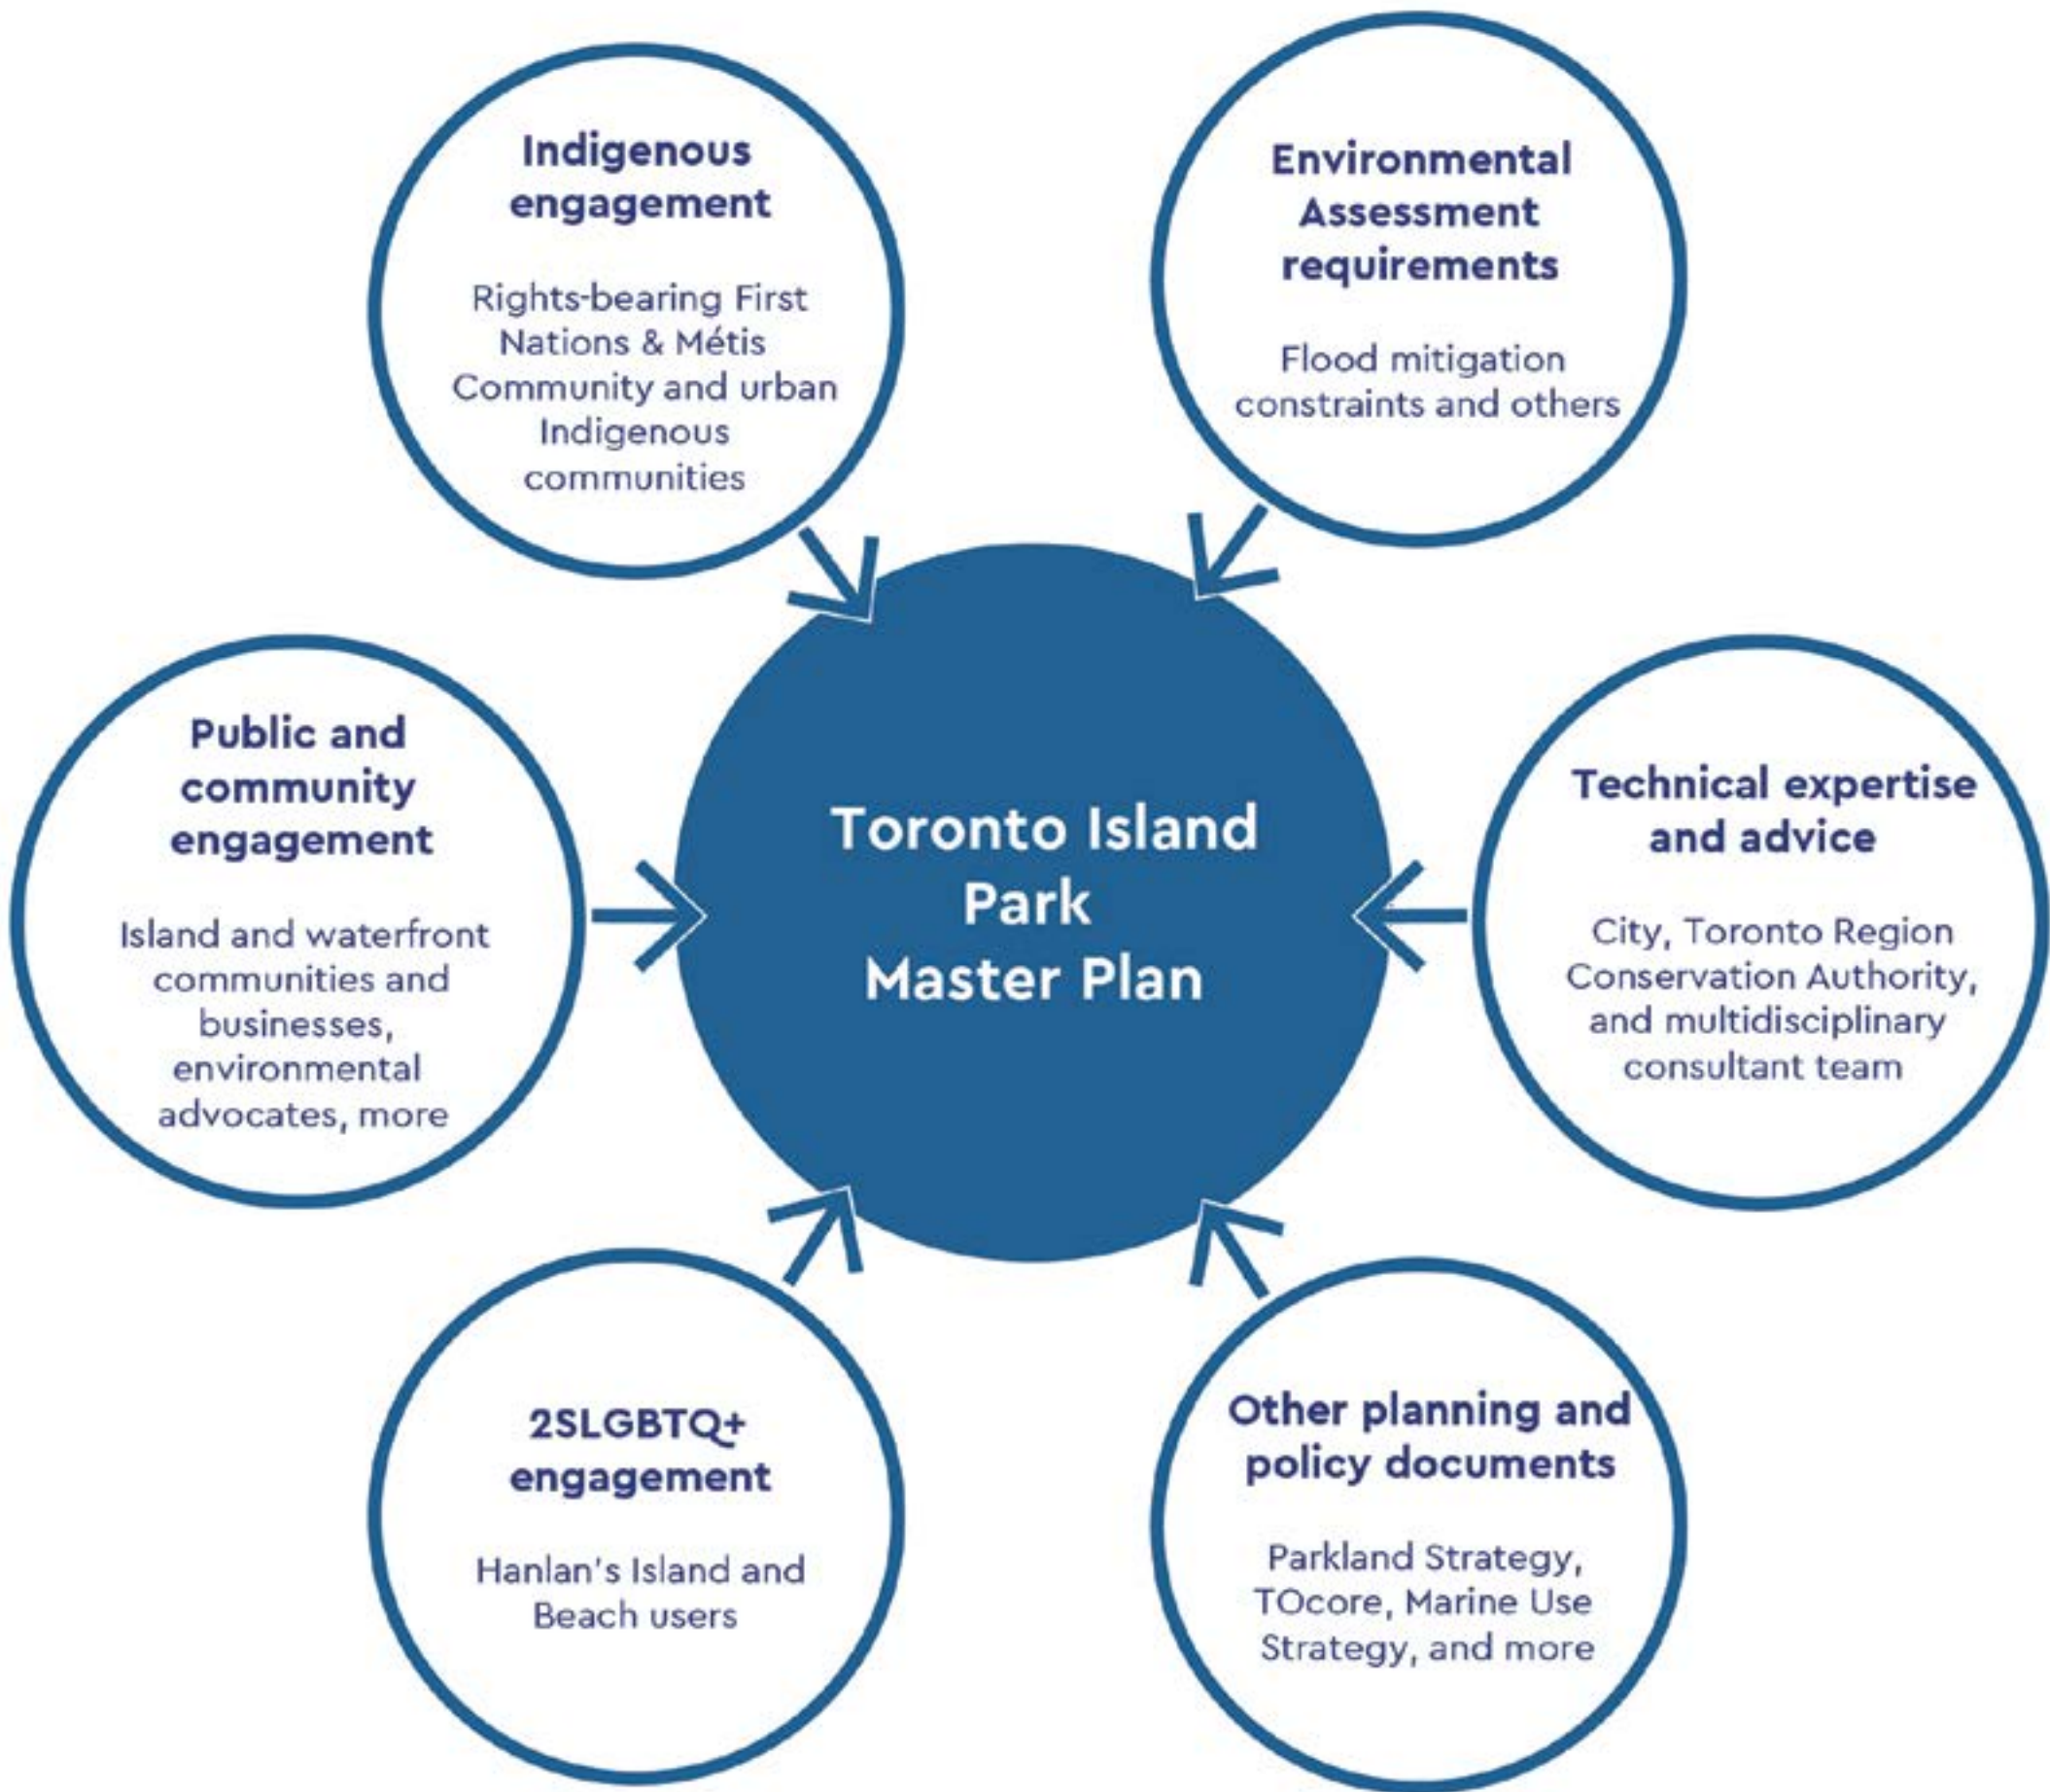 Indigenous
engagement
Rights-bearing First
Nations & Métis
Community and urban
Indigenous
communities
Environmental
Assessment
requirements
Flood mitigation
constraints and others
Public and
community
engagement
Island and waterfront
communities and
businesses,
environmental
advocates, more
Toronto Island
Park
Master Plan
Technical expertise
and advice
City, Toronto Region
Conservation Authority,
and multidisciplinary
consultant team
2SLGBTQ+
engagement
Hanlan's Island and
Beach users
Other planning and
policy documents
Parkland Strategy,
TOcore, Marine Use
Strategy, and more